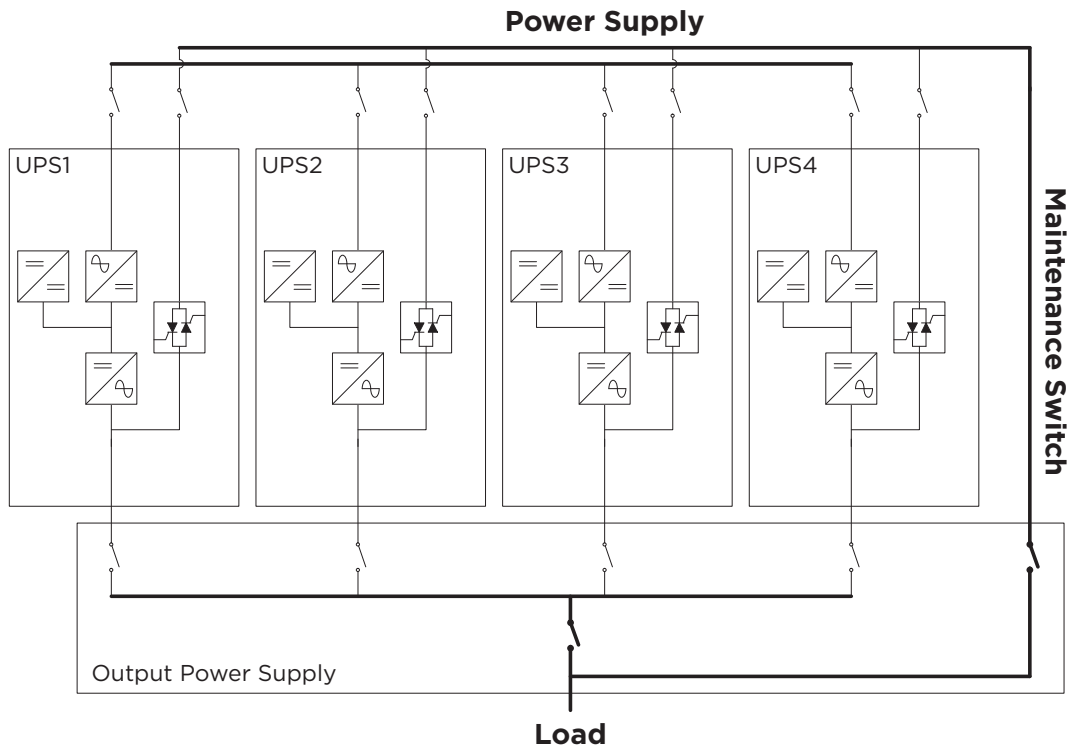 Power Supply
UPS1
UPS2
UPS3
UPS4
Maintenance Switch
Output Power Supply
Load